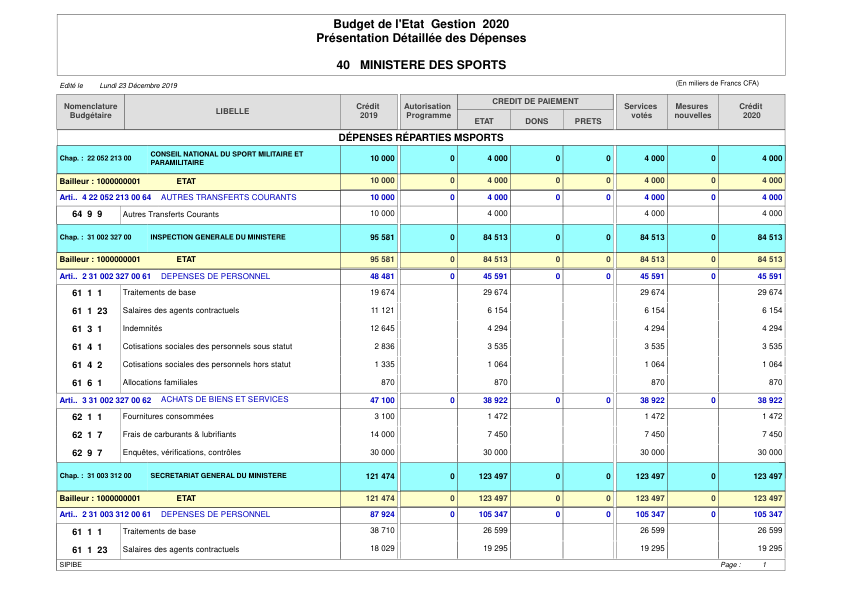 Budget de l'Etat Gestion 2020
Présentation Détaillée des Dépenses
40 MINISTERE DES SPORTS
Edité le Lundi 23 Décembre 2019
(En miliers de Francs CFA)
Nomenclature Budgétaire LIBELLE Crédit 2019 Autorisation Programme CREDIT DE PAIEMENT ETAT DONS PRETS Services votés Mesures nouvelles Crédit 2020
DÉPENSES RÉPARTIES MSPORTS
Chap. : 22 052 213 00 CONSEIL NATIONAL DU SPORT MILITAIRE ET PARAMILITAIRE 10 000 0 4 000 0 0 4 000 0 4 000
Bailleur : 1000000001 ETAT 10 000 0 4 000 0 0 4 000 0 4 000
Arti.. 4 22 052 213 00 64 AUTRES TRANSFERTS COURANTS 10 000 0 4 000 0 0 4 000 0 4 000
64 9 9 Autres Transferts Courants 10 000 4 000 4 000 4 000
Chap. : 31 002 327 00 INSPECTION GENERALE DU MINISTERE 95 581 0 84 513 0 0 84 513 0 84 513
Bailleur : 1000000001 ETAT 95 581 0 84 513 0 0 84 513 0 84 513
Arti.. 2 31 002 327 00 61 DEPENSES DE PERSONNEL 48 481 0 45 591 0 0 45 591 0 45 591
61 1 1 Traitements de base 19 674 29 674 29 674 29 674
61 1 23 Salaires des agents contractuels 11 121 6 154 6 154 6 154
61 3 1 Indemnités 12 645 4 294 4 294 4 294
61 4 1 Cotisations sociales des personnels sous statut 2 836 3 535 3 535 3 535
61 4 2 Cotisations sociales des personnels hors statut 1 335 1 064 1 064 1 064
61 6 1 Allocations familiales 870 870 870 870
Arti.. 3 31 002 327 00 62 ACHATS DE BIENS ET SERVICES 47 100 0 38 922 0 0 38 922 0 38 922
62 1 1 Fournitures consommées 3 100 1 472 1 472 1 472
62 1 7 Frais de carburants & lubrifiants 14 000 7 450 7 450 7 450
62 9 7 Enquêtes, vérifications, contrôles 30 000 30 000 30 000 30 000
Chap. : 31 003 312 00 SECRETARIAT GENERAL DU MINISTERE 121 474 0 123 497 0 0 123 497 0 123 497
Bailleur : 1000000001 ETAT 121 474 0 123 497 0 0 123 497 0 123 497
Arti.. 2 31 003 312 00 61 DEPENSES DE PERSONNEL 87 924 0 105 347 0 0 105 347 0 105 347
61 1 1 Traitements de base 38 710 26 599 26 599 26 599
61 1 23 Salaires des agents contractuels 18 029 19 295 19 295 19 295
SIPIBE Page : 1